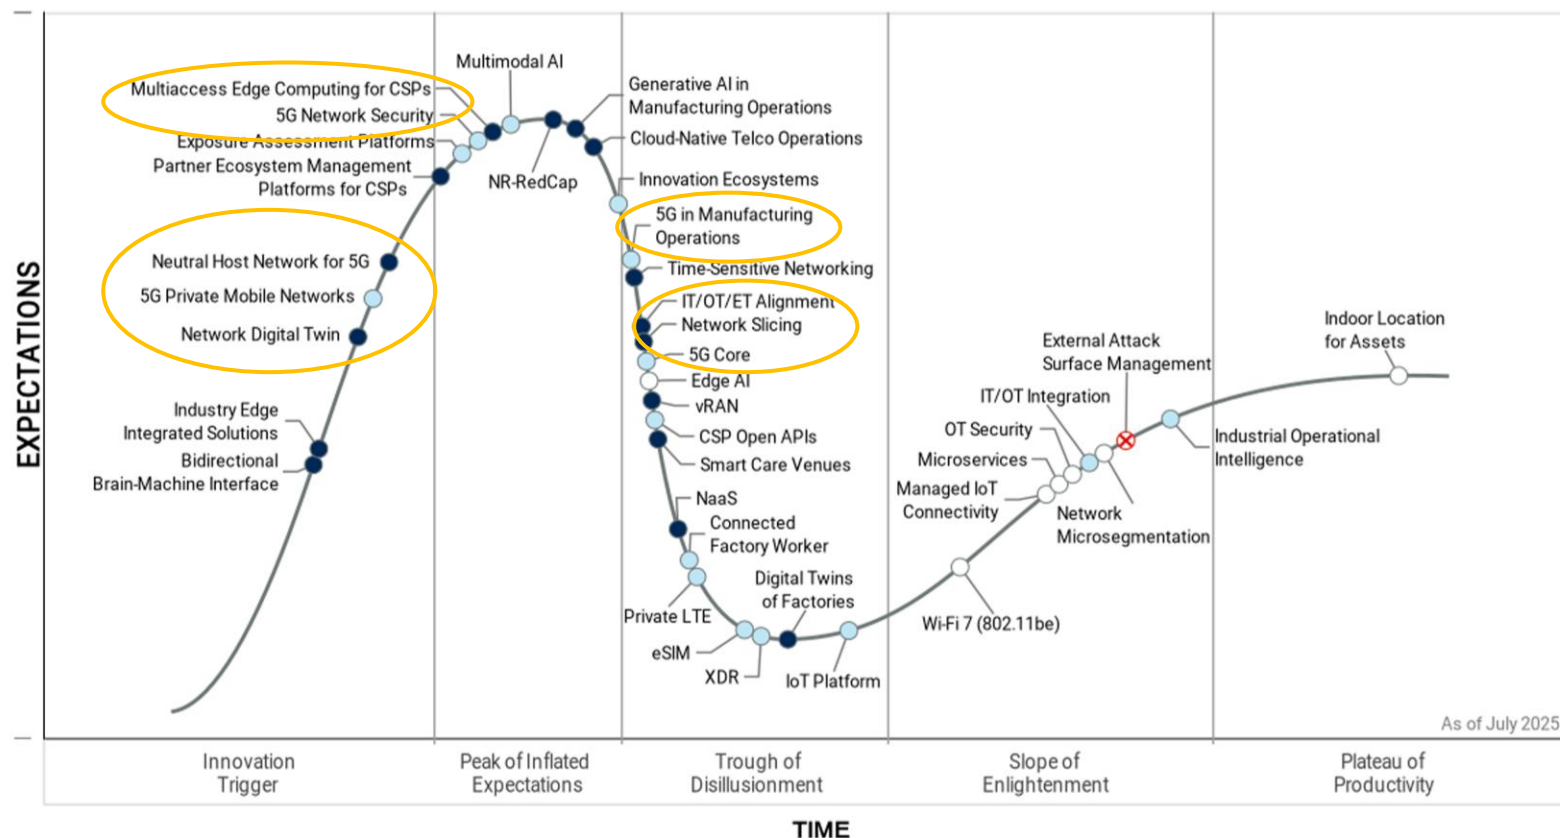 Multiaccess Edge Computing for CSPs
5G Network Security
Exposure Assessment Platforms
Partner Ecosystem Management
Platforms for CSPs
Neutral Host Network for 5G
5G Private Mobile Networks
Network Digital Twin
Industry Edge
Integrated Solutions
Bidirectional
Brain-Machine Interface
Multimodal AI
NR-RedCap
Generative AI in
Manufacturing Operations
Cloud-Native Telco Operations
Innovation Ecosystems
5G in Manufacturing
Operations
Time-Sensitive Networking
IT/OT/ET Alignment
Network Slicing
5G Core
Edge AI
vRAN
CSP Open APIs
Smart Care Venues
NaaS
Connected
Factory Worker
Private LTE
eSIM
XDR
Digital Twins
of Factories
IoT Platform
Wi-Fi 7 (802.11be)
Managed IoT
Connectivity
Microservices
OT Security
IT/OT Integration
Network
Microsegmentation
External Attack
Surface Management
Industrial Operational
Intelligence
Indoor Location
for Assets
As of July 2025
EXPECTATIONS
Innovation
Trigger
Peak of Inflated
Expectations
Trough of
Disillusionment
Slope of
Enlightenment
Plateau of
Productivity
TIME